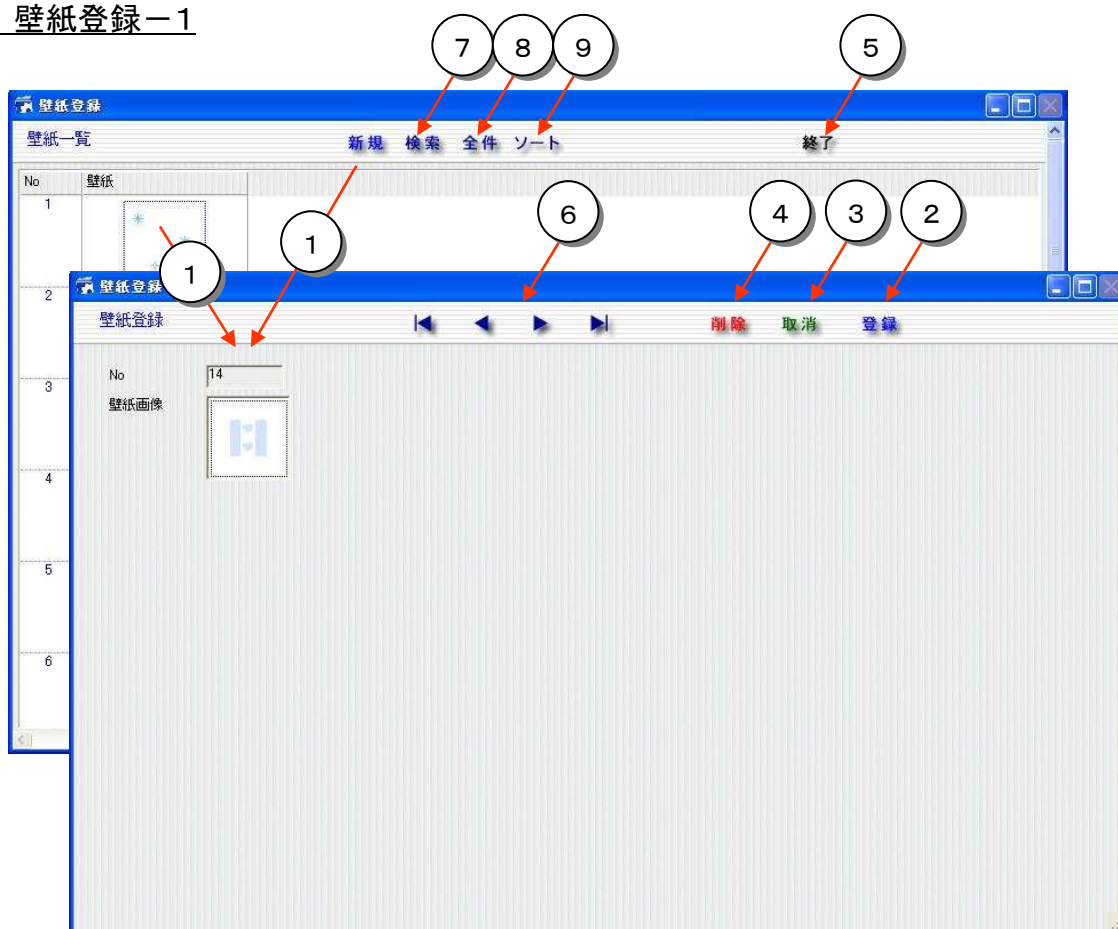 壁紙登録－1
７ ８ ９ ５
壁紙登録
壁紙一覧 新規 検索 全件 ソート 終了
No 壁紙
1
６ ４ ３ ２
１
１
2 壁紙登録
壁紙登録 削除 取消 登録
No 14
3
壁紙画像
4
5
6